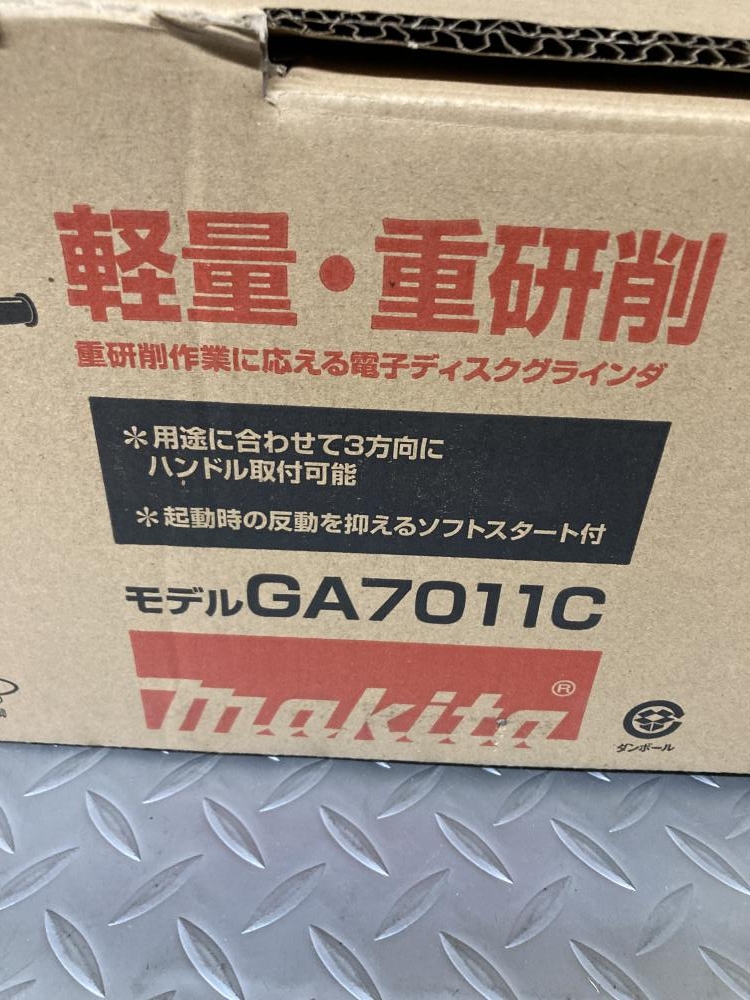 軽量・重研削
重研削作業に応える電子ディスクグラインダ
＊用途に合わせて3方向に
ハンドル取付可能
＊起動時の反動を抑えるソフトスタート付
モデルGA7011C
makita®
ダンボール